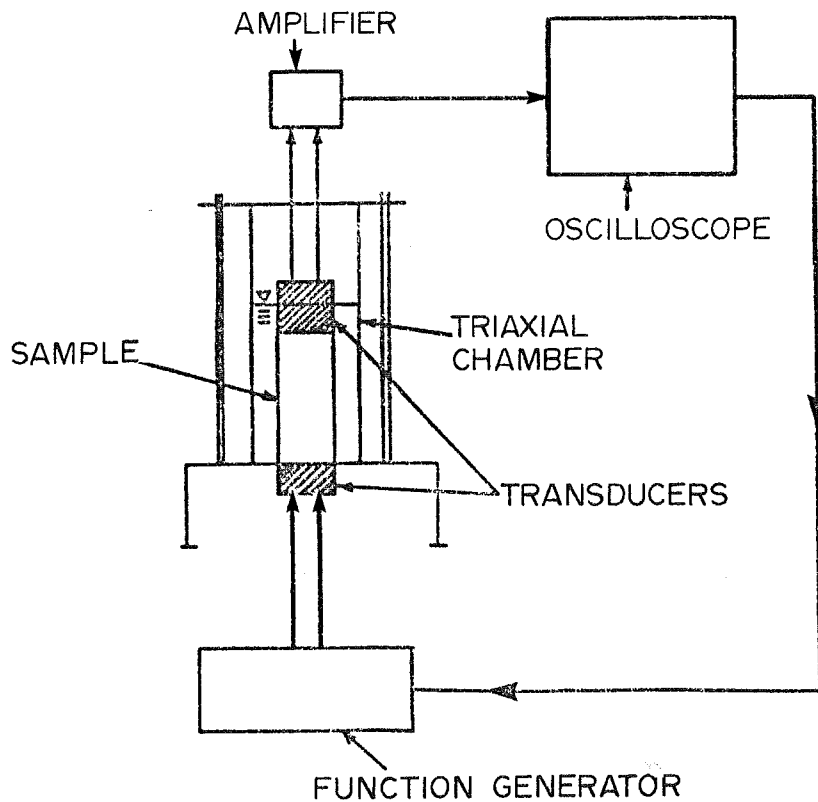 AMPLIFIER
OSCILLOSCOPE
TRIAXIAL
CHAMBER
SAMPLE
TRANSDUCERS
FUNCTION GENERATOR